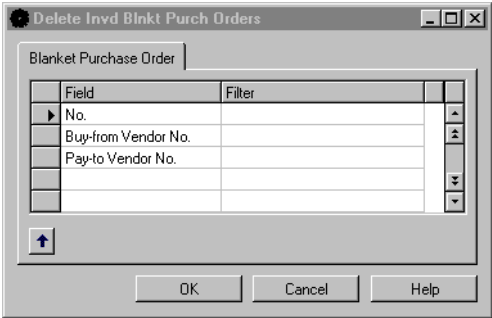 Delete Invd Blnkt Purch Orders
Blanket Purchase Order
Field Filter
No.
Buy-from Vendor No.
Pay-to Vendor No.
OK Cancel Help